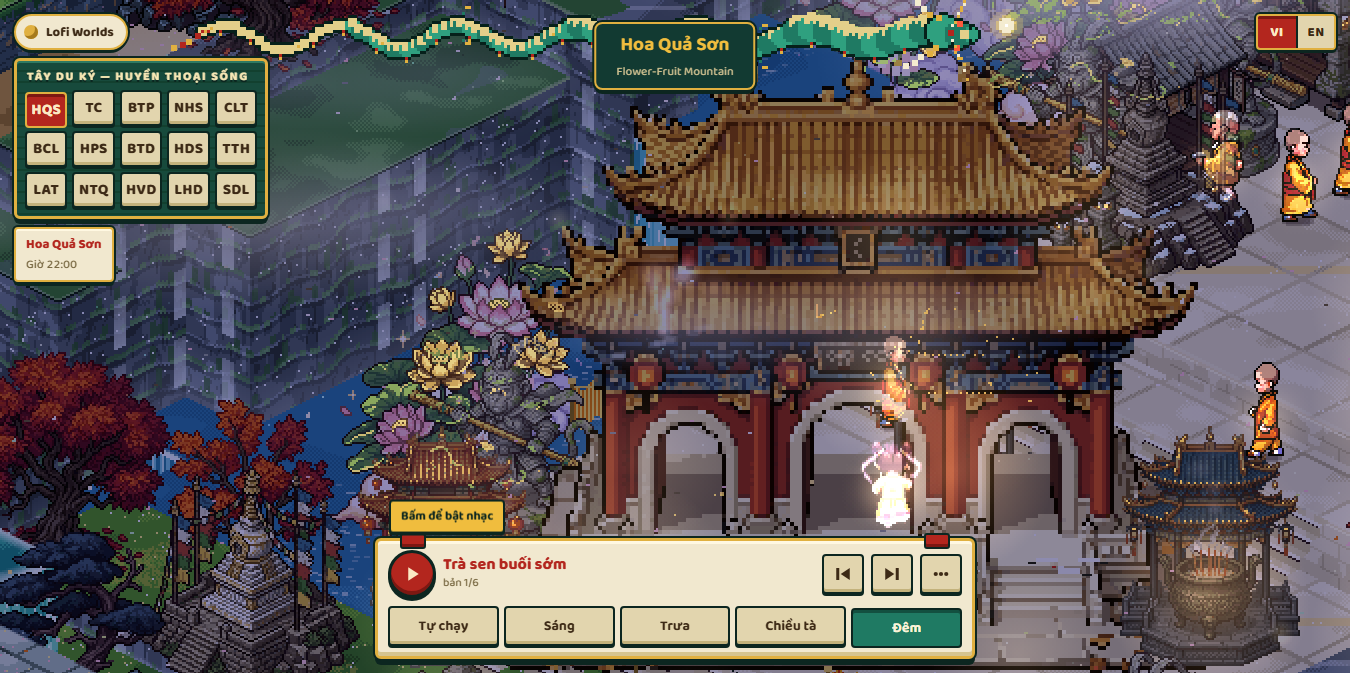 Lofi Worlds
Hoa Quả Sơn
Flower-Fruit Mountain
VI EN
TÂY DU KÝ — HUYỀN THOẠI SỐNG
HQS TC BTP NHS CLT
BCL HPS BTD HDS TTH
LAT NTQ HVD LHD SDL
Hoa Quả Sơn
Giờ 22:00
Bấm để bật nhạc
Trà sen buổi sớm
bản 1/6
Tự chạy Sáng Trưa Chiều tà Đêm